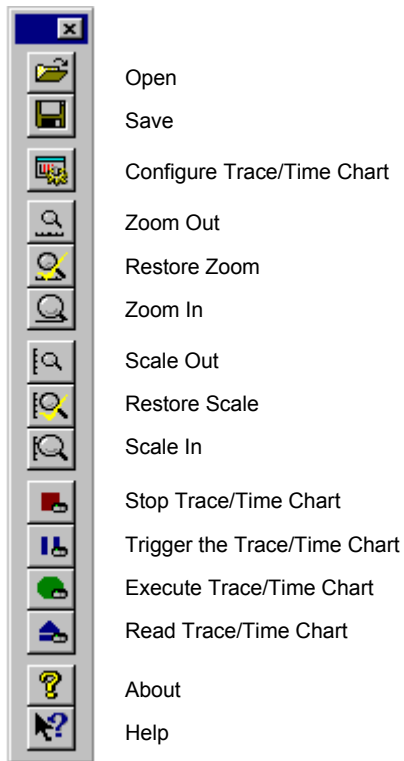 Open
Save
Configure Trace/Time Chart
Zoom Out
Restore Zoom
Zoom In
Scale Out
Restore Scale
Scale In
Stop Trace/Time Chart
Trigger the Trace/Time Chart
Execute Trace/Time Chart
Read Trace/Time Chart
About
Help